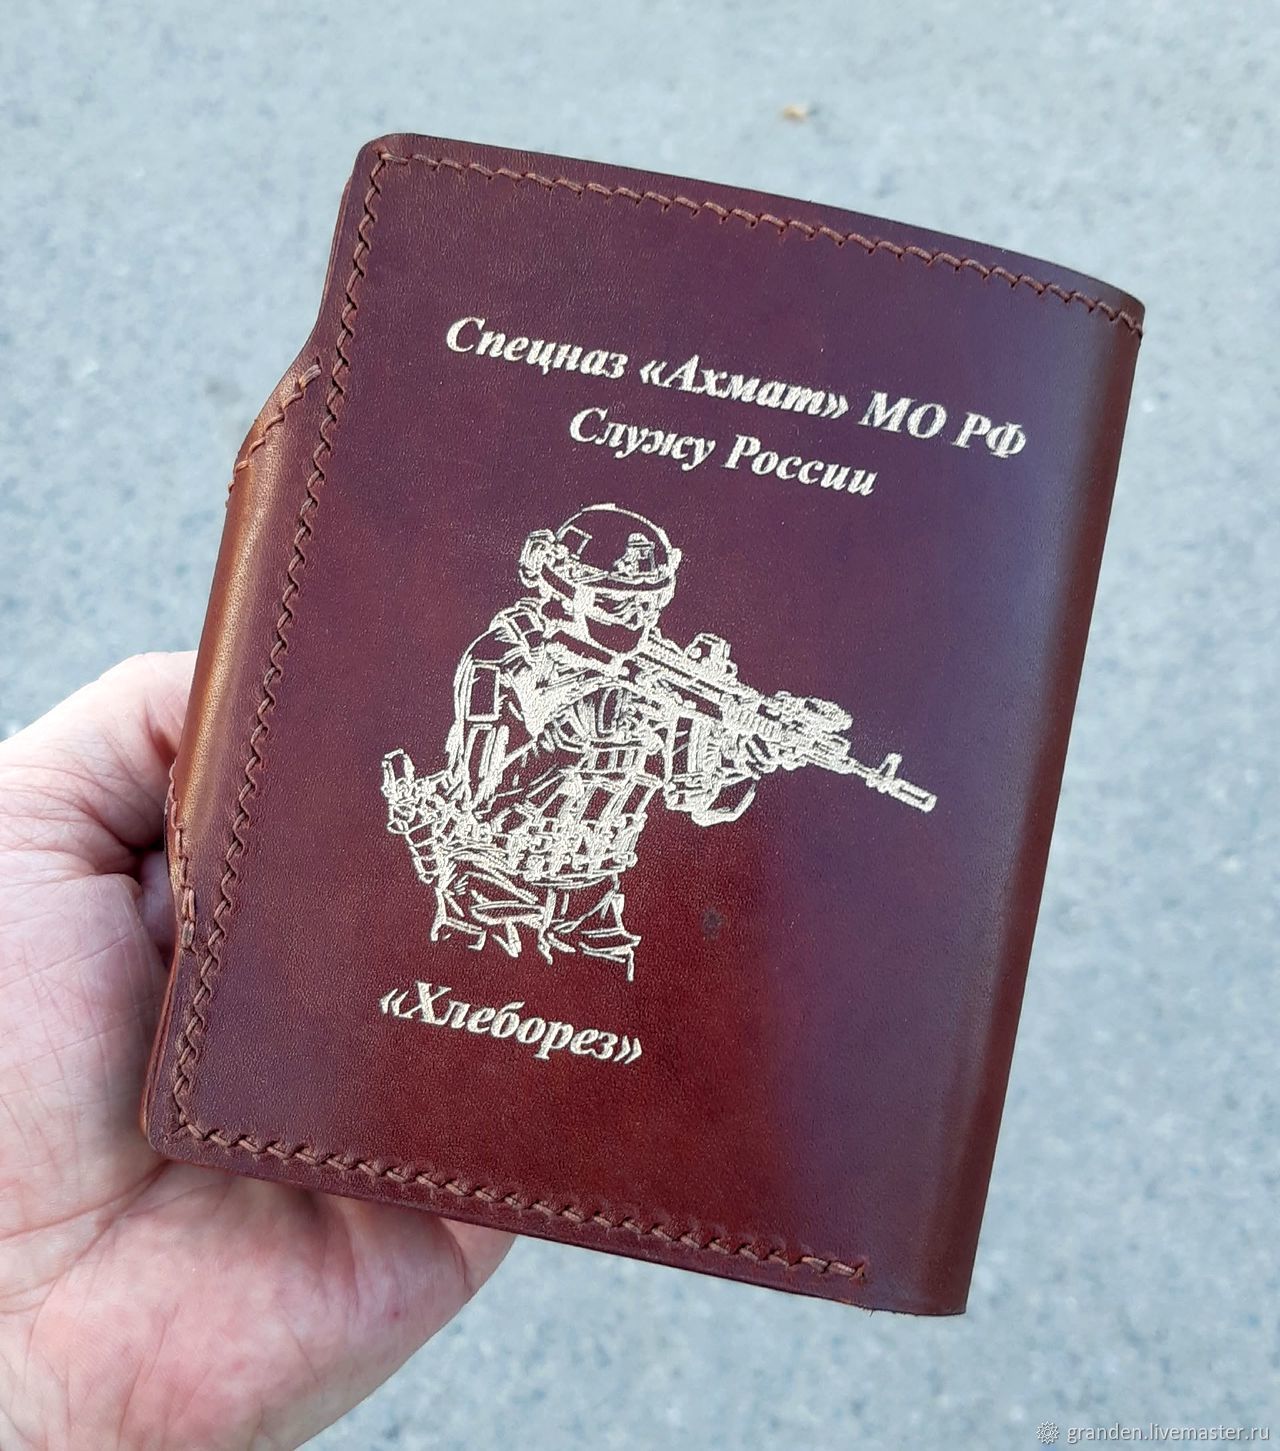 Спецназ «Ахмат» МО РФ
Служу России
«Хлеборез»
granden.livemaster.ru